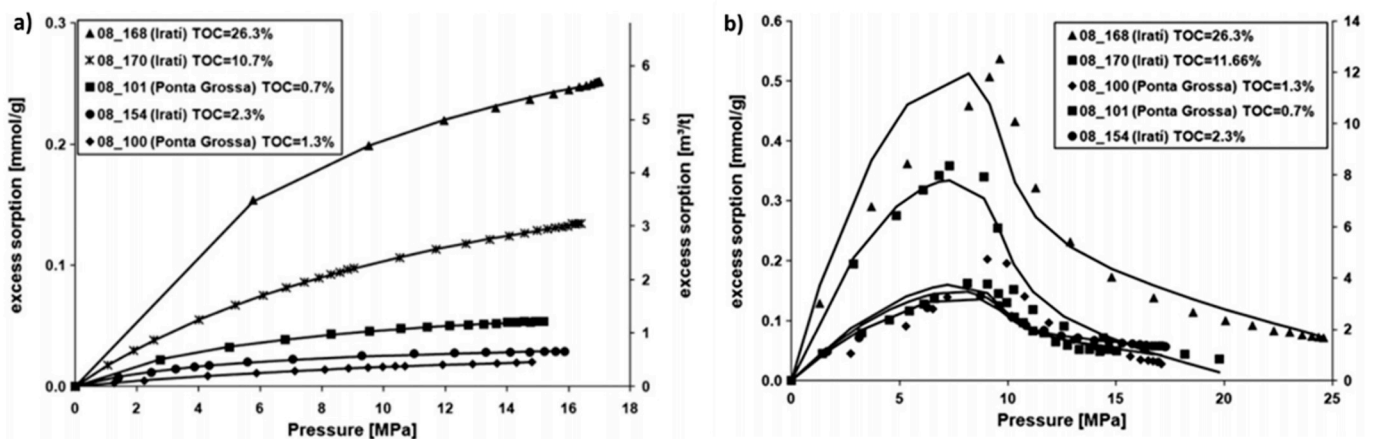 a)
08_168 (Irati) TOC=26.3%
08_170 (Irati) TOC=10.7%
08_101 (Ponta Grossa) TOC=0.7%
08_154 (Irati) TOC=2.3%
08_100 (Ponta Grossa) TOC=1.3%
excess sorption [mmol/g]
0.3
0.2
0.1
0.0
6
5
4
3
2
1
0
excess sorption [m³/t]
0 2 4 6 8 10 12 14 16 18
Pressure [MPa]
b)
08_168 (Irati) TOC=26.3%
08_170 (Irati) TOC=11.66%
08_100 (Ponta Grossa) TOC=1.3%
08_101 (Ponta Grossa) TOC=0.7%
08_154 (Irati) TOC=2.3%
excess sorption [mmol/g]
0.6
0.5
0.4
0.3
0.2
0.1
0.0
14
12
10
8
6
4
2
0
0 5 10 15 20 25
Pressure [MPa]